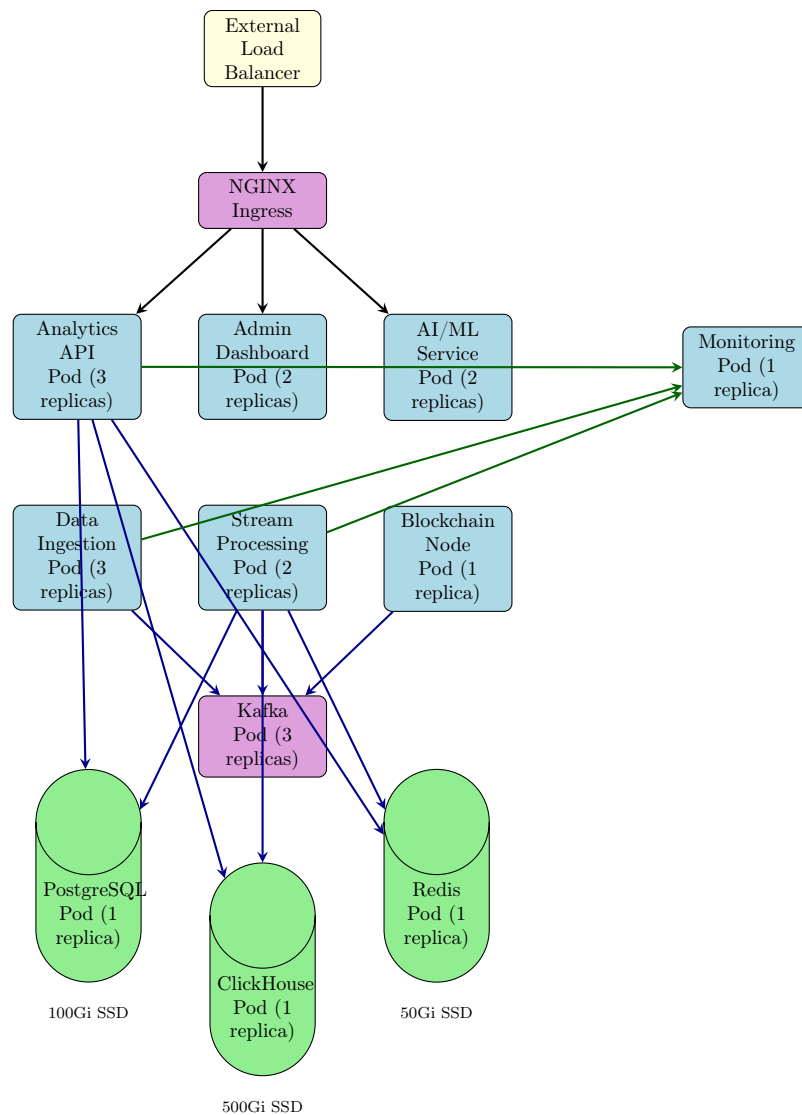 External
Load
Balancer
NGINX
Ingress
Analytics
API
Pod (3
replicas)
Admin
Dashboard
Pod (2
replicas)
AI/ML
Service
Pod (2
replicas)
Monitoring
Pod (1
replica)
Data
Ingestion
Pod (3
replicas)
Stream
Processing
Pod (2
replicas)
Blockchain
Node
Pod (1
replica)
Kafka
Pod (3
replicas)
PostgreSQL
Pod (1
replica)
Redis
Pod (1
replica)
ClickHouse
Pod (1
replica)
100Gi SSD
50Gi SSD
500Gi SSD